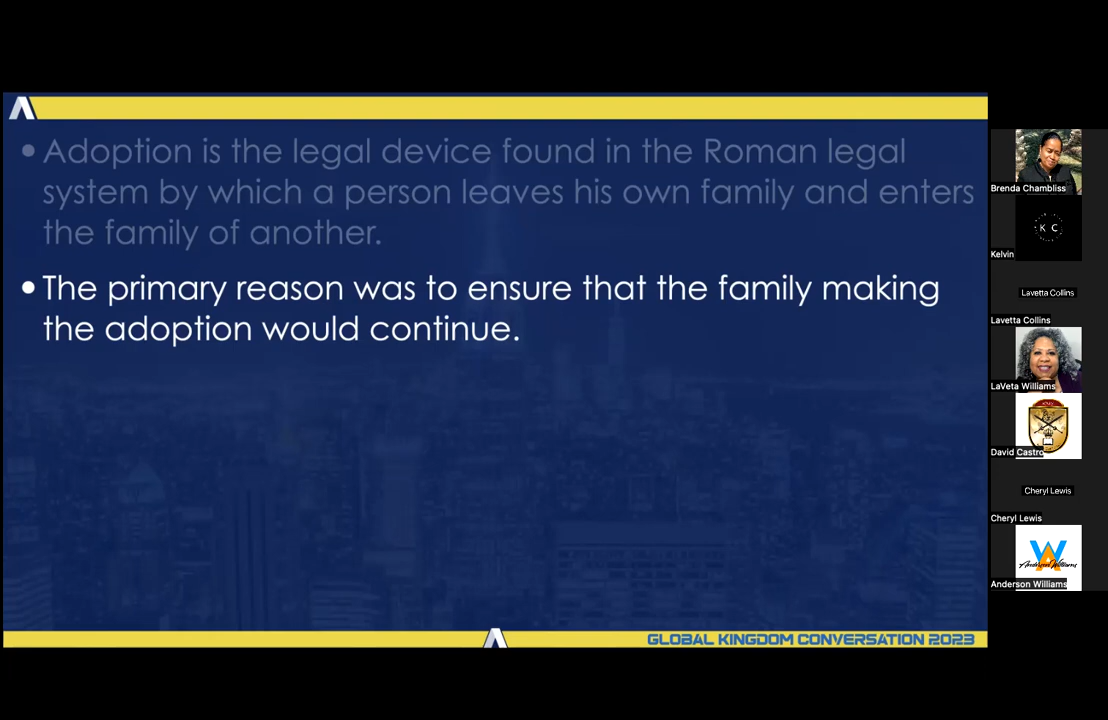 • Adoption is the legal device found in the Roman legal
system by which a person leaves his own family and enters
the family of another.
• The primary reason was to ensure that the family making
the adoption would continue.
GLOBAL KINGDOM CONVERSATION 2023
Brenda Chambliss
K C
Kelvin
Lavetta Collins
Lavetta Collins
LaVeta Williams
David Castro
Cheryl Lewis
Cheryl Lewis
Anderson Williams
Anderson Williams